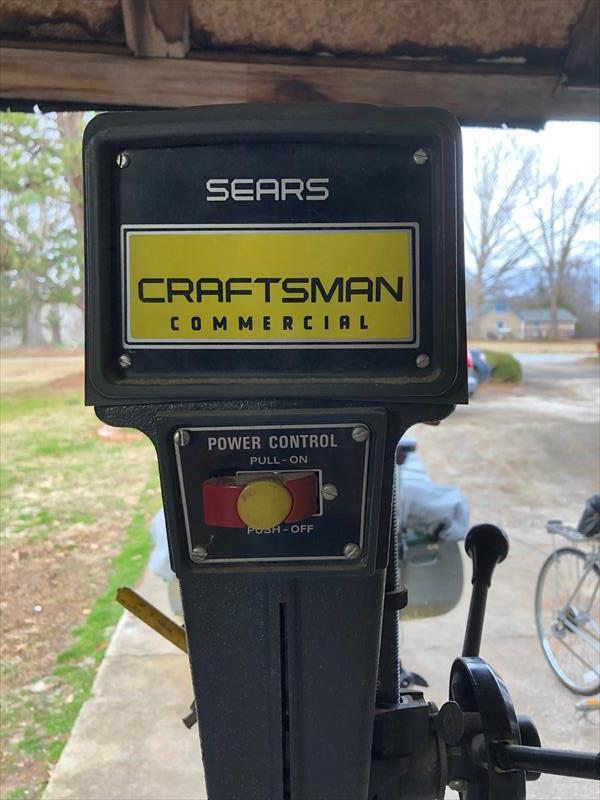 SEARS
CRAFTSMAN
COMMERCIAL
POWER CONTROL
PULL-ON
PUSH-OFF